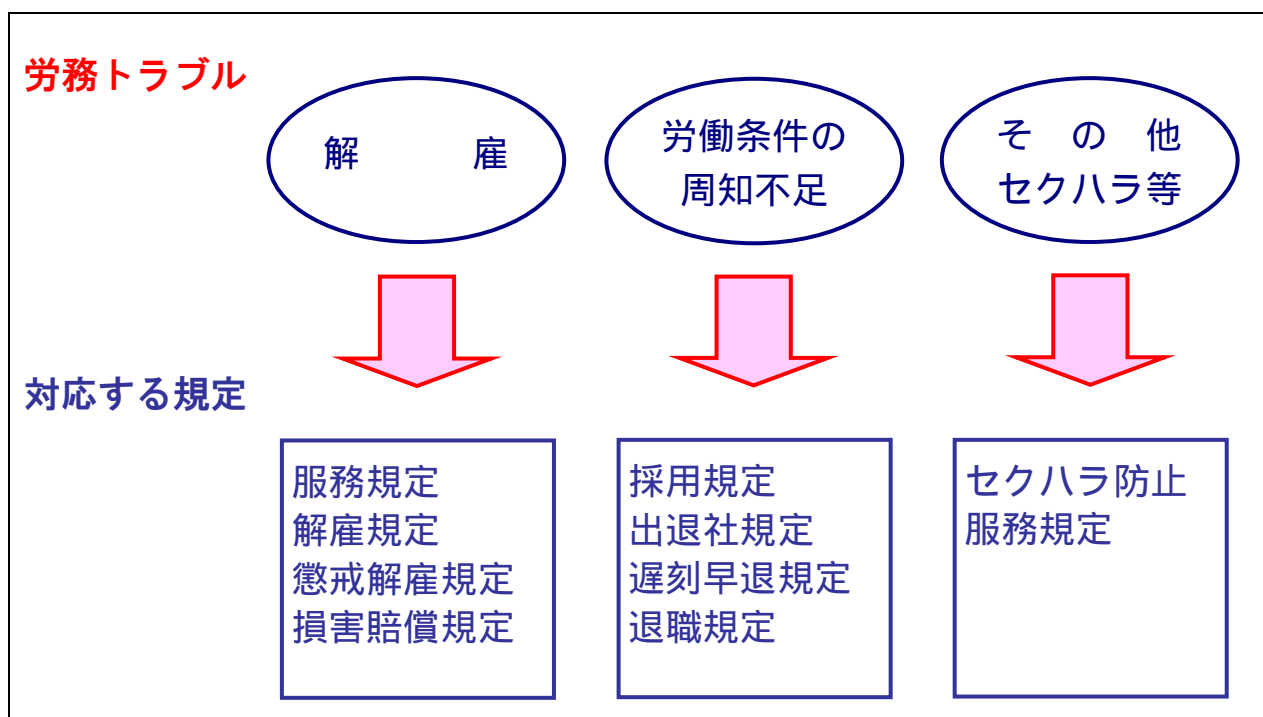 労務トラブル
解　　　雇
労働条件の
周知不足
そ　の　他
セクハラ等
対応する規定
服務規定
解雇規定
懲戒解雇規定
損害賠償規定
採用規定
出退社規定
遅刻早退規定
退職規定
セクハラ防止
服務規定